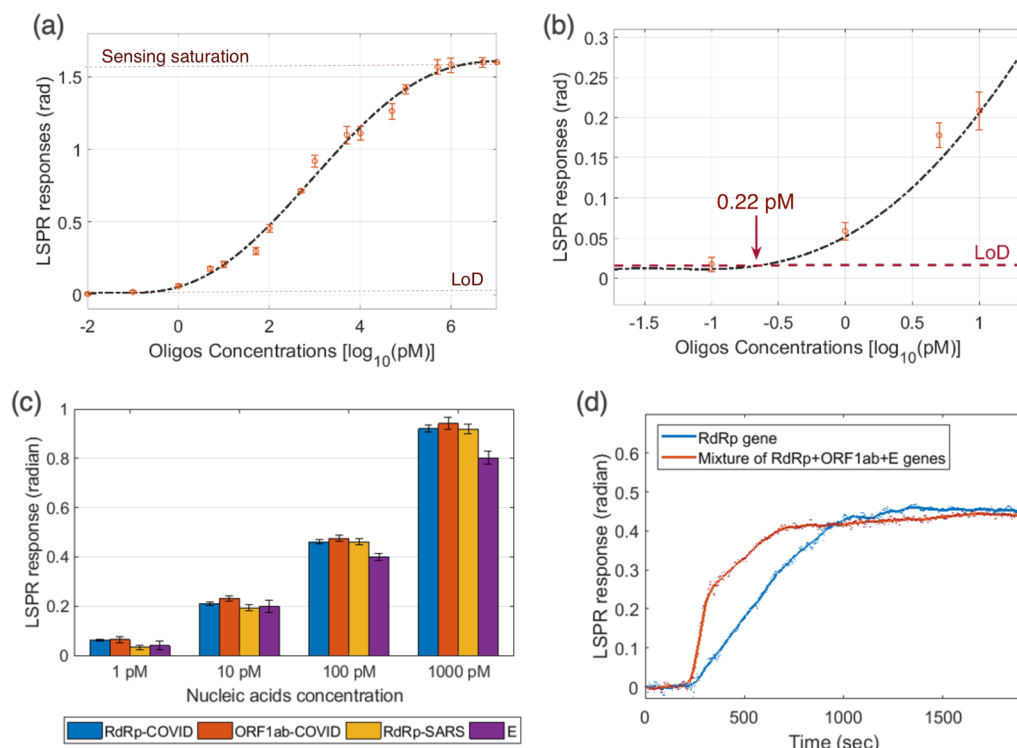 (a)
Sensing saturation
1.5
1
0.5
0
LoD
LSPR responses (rad)
-2 0 2 4 6
Oligos Concentrations [log10(pM)]
(b)
0.3
0.25
0.2
0.15
0.1
0.05
0
0.22 pM
LoD
LSPR responses (rad)
-1.5 -1 -0.5 0 0.5 1
Oligos Concentrations [log10(pM)]
(c)
1
0.8
0.6
0.4
0.2
0
LSPR response (radian)
1 pM 10 pM 100 pM 1000 pM
Nucleic acids concentration
RdRp-COVID ORF1ab-COVID RdRp-SARS E
(d)
RdRp gene
Mixture of RdRp+ORF1ab+E genes
0.6
0.5
0.4
0.3
0.2
0.1
0
LSPR response (radian)
0 500 1000 1500
Time (sec)